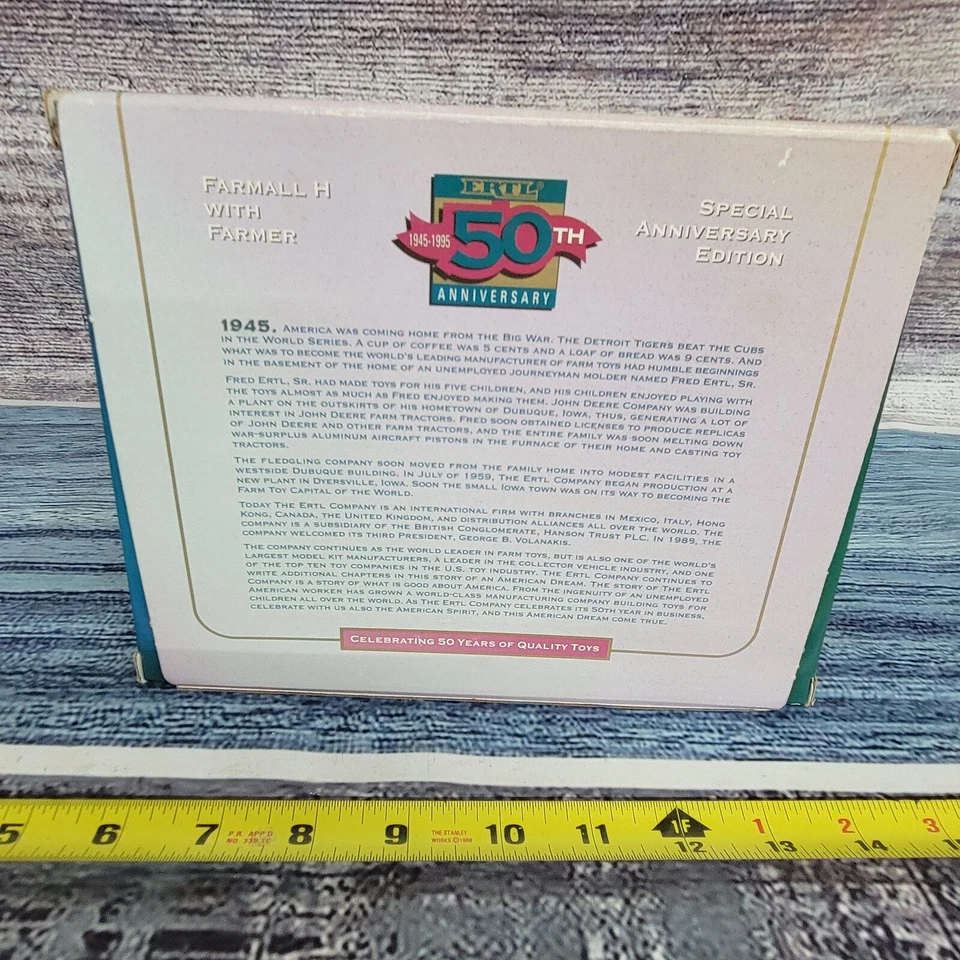 FARMALL H
WITH
FARMER
ERTL®
1945-1995
50TH
ANNIVERSARY
SPECIAL
ANNIVERSARY
EDITION
1945. AMERICA WAS COMING HOME FROM THE BIG WAR. THE DETROIT TIGERS BEAT THE CUBS
IN THE WORLD SERIES. A CUP OF COFFEE WAS 5 CENTS AND A LOAF OF BREAD WAS 9 CENTS. AND
WHAT WAS TO BECOME THE WORLD'S LEADING MANUFACTURER OF FARM TOYS HAD HUMBLE BEGINNINGS
IN THE BASEMENT OF THE HOME OF AN UNEMPLOYED JOURNEYMAN MOLDER NAMED FRED ERTL, SR.
FRED ERTL, SR. HAD MADE TOYS FOR HIS FIVE CHILDREN, AND HIS CHILDREN ENJOYED PLAYING WITH
THE TOYS ALMOST AS MUCH AS FRED ENJOYED MAKING THEM. JOHN DEERE COMPANY WAS BUILDING
A PLANT ON THE OUTSKIRTS OF HIS HOMETOWN OF DUBUQUE, IOWA, THUS, GENERATING A LOT OF
INTEREST IN JOHN DEERE FARM TRACTORS. FRED SOON OBTAINED LICENSES TO PRODUCE REPLICAS
OF JOHN DEERE AND OTHER FARM TRACTORS, AND THE ENTIRE FAMILY WAS SOON MELTING DOWN
WAR-SURPLUS ALUMINUM AIRCRAFT PISTONS IN THE FURNACE OF THEIR HOME AND CASTING TOY
TRACTORS.
THE FLEDGLING COMPANY SOON MOVED FROM THE FAMILY HOME INTO MODEST FACILITIES IN A
WESTSIDE DUBUQUE BUILDING. IN JULY OF 1959, THE ERTL COMPANY BEGAN PRODUCTION AT A
NEW PLANT IN DYERSVILLE, IOWA. SOON THE SMALL IOWA TOWN WAS ON ITS WAY TO BECOMING THE
FARM TOY CAPITAL OF THE WORLD.
TODAY THE ERTL COMPANY IS AN INTERNATIONAL FIRM WITH BRANCHES IN MEXICO, ITALY, HONG
KONG, CANADA, THE UNITED KINGDOM, AND DISTRIBUTION ALLIANCES ALL OVER THE WORLD. THE
COMPANY IS A SUBSIDIARY OF THE BRITISH CONGLOMERATE, HANSON TRUST PLC. IN 1989, THE
COMPANY WELCOMED ITS THIRD PRESIDENT, GEORGE B. VOLANAKIS.
THE COMPANY CONTINUES AS THE WORLD LEADER IN FARM TOYS, BUT IS ALSO ONE OF THE WORLD'S
LARGEST MODEL KIT MANUFACTURERS, A LEADER IN THE COLLECTOR VEHICLE INDUSTRY, AND ONE
OF THE TOP TEN TOY COMPANIES IN THE U.S. TOY INDUSTRY. THE ERTL COMPANY CONTINUES TO
WRITE ADDITIONAL CHAPTERS IN THIS STORY OF AN AMERICAN DREAM. THE STORY OF THE ERTL
COMPANY IS A STORY OF WHAT IS GOOD ABOUT AMERICA. FROM THE INGENUITY OF AN UNEMPLOYED
AMERICAN WORKER HAS GROWN A WORLD-CLASS MANUFACTURING COMPANY BUILDING TOYS FOR
CHILDREN ALL OVER THE WORLD. AS THE ERTL COMPANY CELEBRATES ITS 50TH YEAR IN BUSINESS,
CELEBRATE WITH US ALSO THE AMERICAN SPIRIT, AND THIS AMERICAN DREAM COME TRUE.
CELEBRATING 50 YEARS OF QUALITY TOYS
5 6 7 P.R. APP'D 8 9 THE STANLEY 10 11 1F 1 2 3
WORKS ©1988 12 13 14